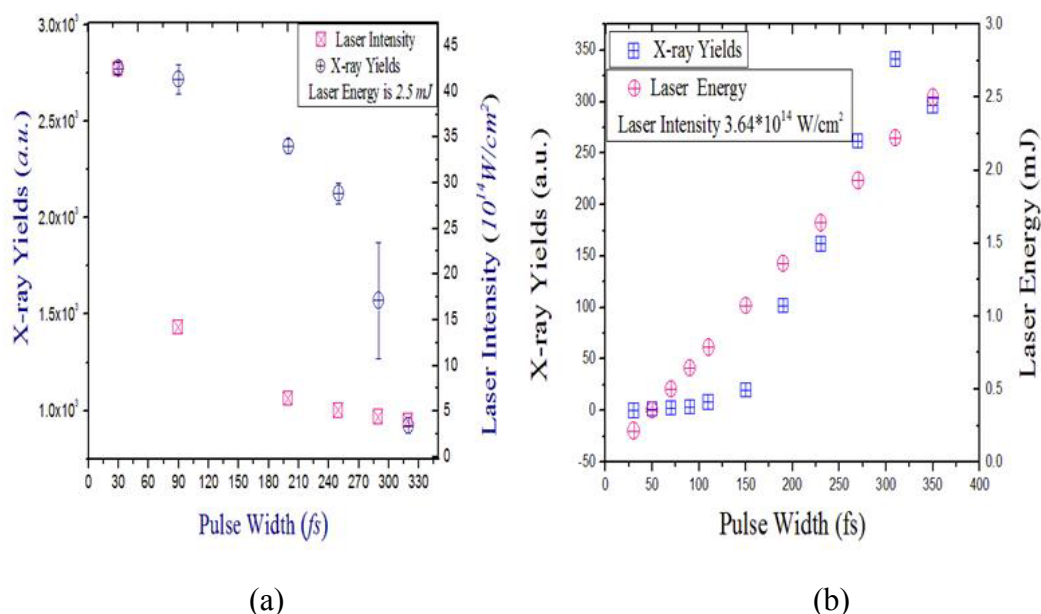 3.0x10³
2.5x10³
2.0x10³
1.5x10³
1.0x10³
X-ray Yields (a.u.)
Laser Intensity
X-ray Yields
Laser Energy is 2.5 mJ
45
40
35
30
25
20
15
10
5
0
Laser Intensity (10¹⁴W/cm²)
0 30 60 90 120 150 180 210 240 270 300 330
Pulse Width (fs)
(a)
350
300
250
200
150
100
50
0
-50
X-ray Yields (a.u.)
X-ray Yields
Laser Energy
Laser Intensity 3.64*10¹⁴ W/cm²
3.0
2.5
2.0
1.5
1.0
0.5
0.0
Laser Energy (mJ)
0 50 100 150 200 250 300 350 400
Pulse Width (fs)
(b)